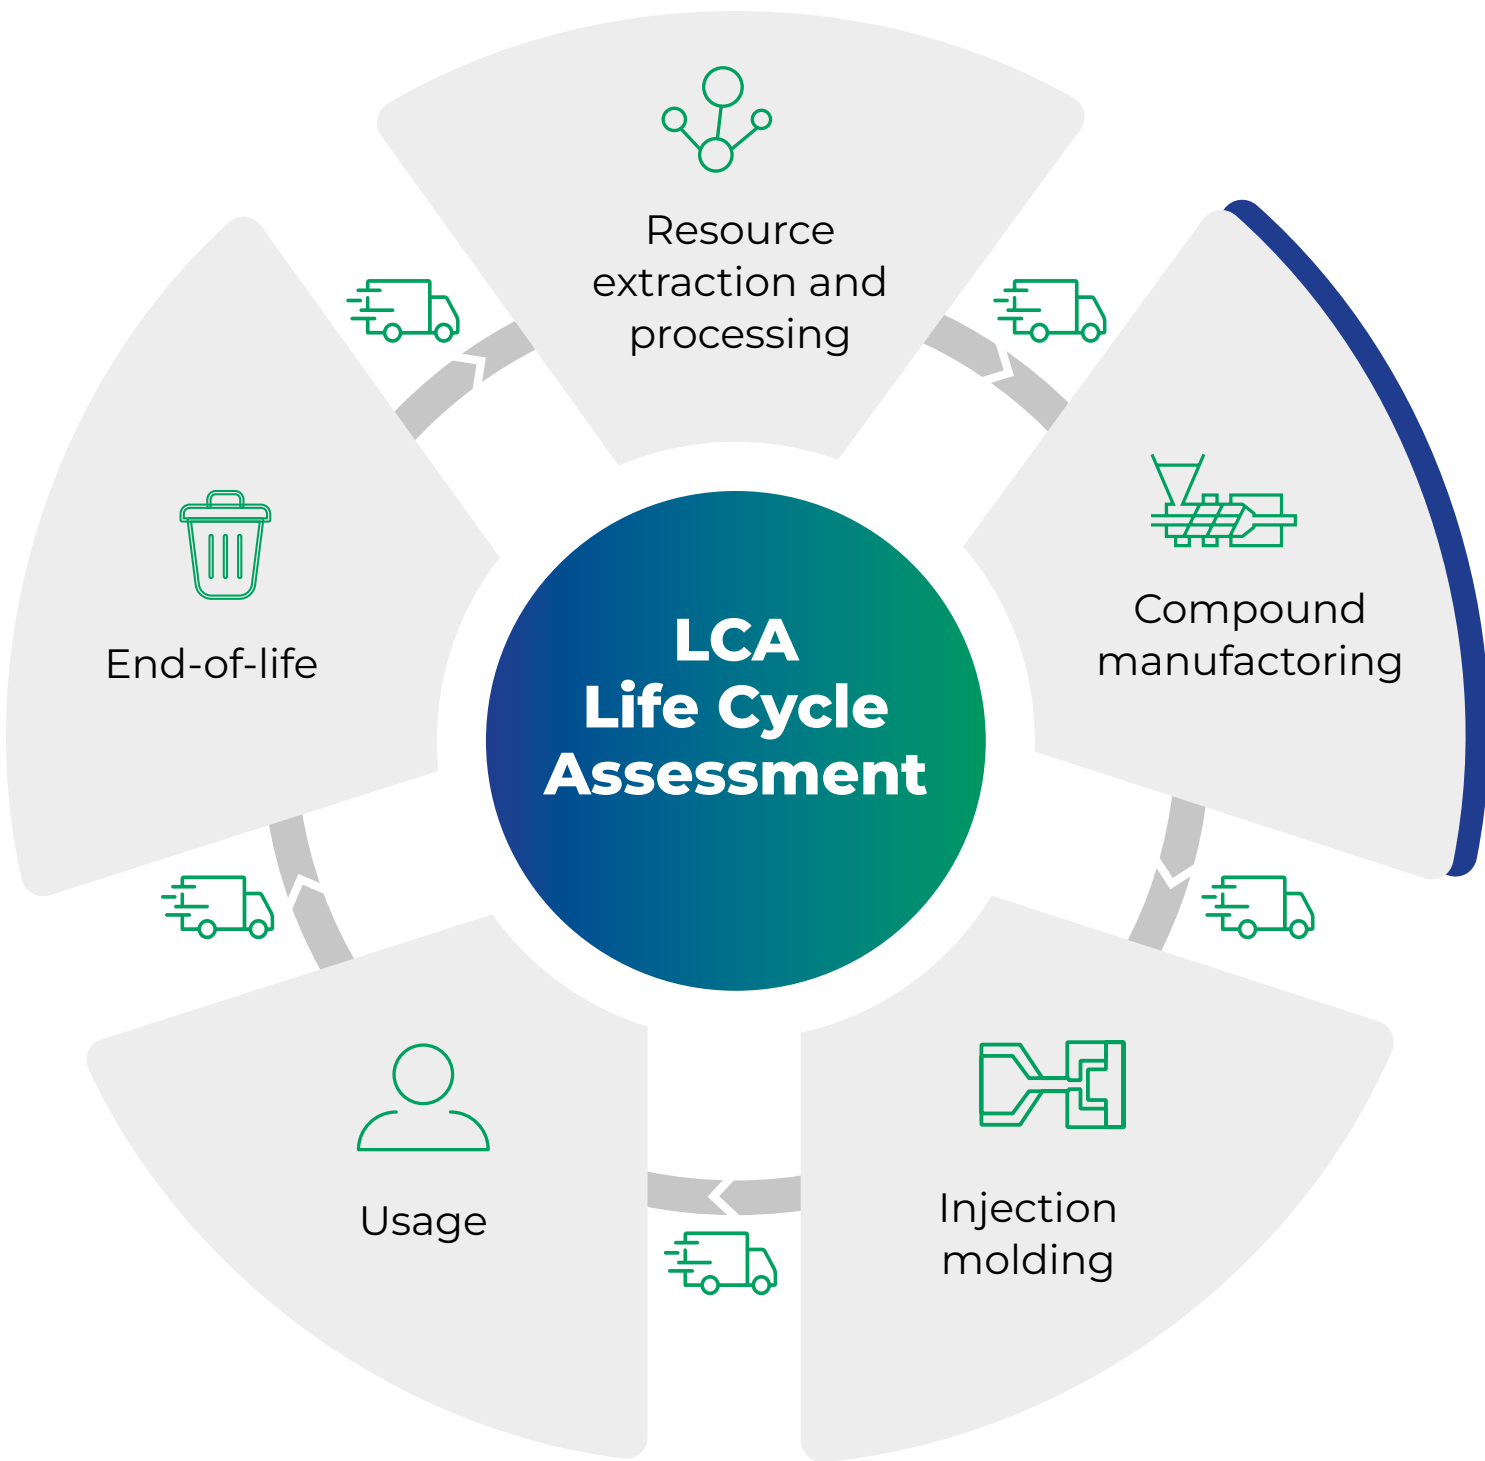 Resource
extraction and
processing
Compound
manufactoring
Injection
molding
Usage
End-of-life
LCA
Life Cycle
Assessment